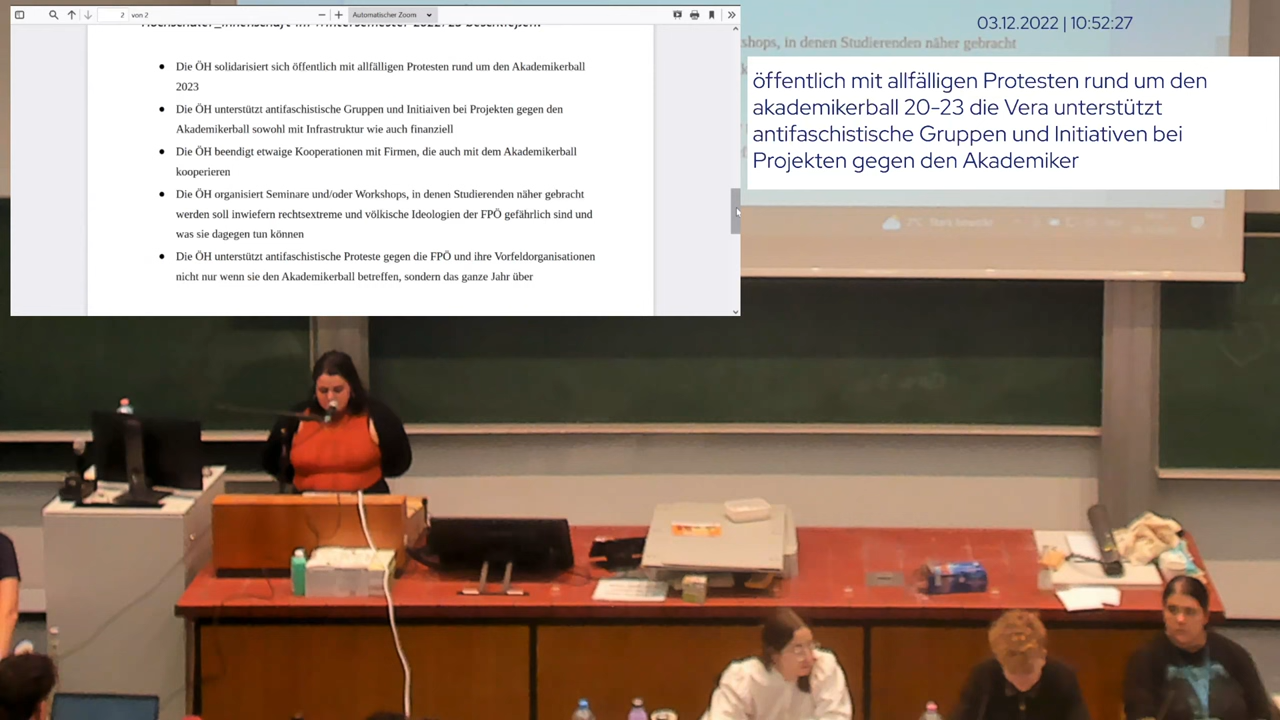 2 von 2
Automatischer Zoom
Die ÖH solidarisiert sich öffentlich mit allfälligen Protesten rund um den Akademikerball
2023
Die ÖH unterstützt antifaschistische Gruppen und Initiaiven bei Projekten gegen den
Akademikerball sowohl mit Infrastruktur wie auch finanziell
Die ÖH beendigt etwaige Kooperationen mit Firmen, die auch mit dem Akademikerball
kooperieren
Die ÖH organisiert Seminare und/oder Workshops, in denen Studierenden näher gebracht
werden soll inwiefern rechtsextreme und völkische Ideologien der FPÖ gefährlich sind und
was sie dagegen tun können
Die ÖH unterstützt antifaschistische Proteste gegen die FPÖ und ihre Vorfeldorganisationen
nicht nur wenn sie den Akademikerball betreffen, sondern das ganze Jahr über
03.12.2022 | 10:52:27
shops, in denen Studierenden näher gebracht
öffentlich mit allfälligen Protesten rund um den
akademikerball 20-23 die Vera unterstützt
antifaschistische Gruppen und Initiativen bei
Projekten gegen den Akademiker